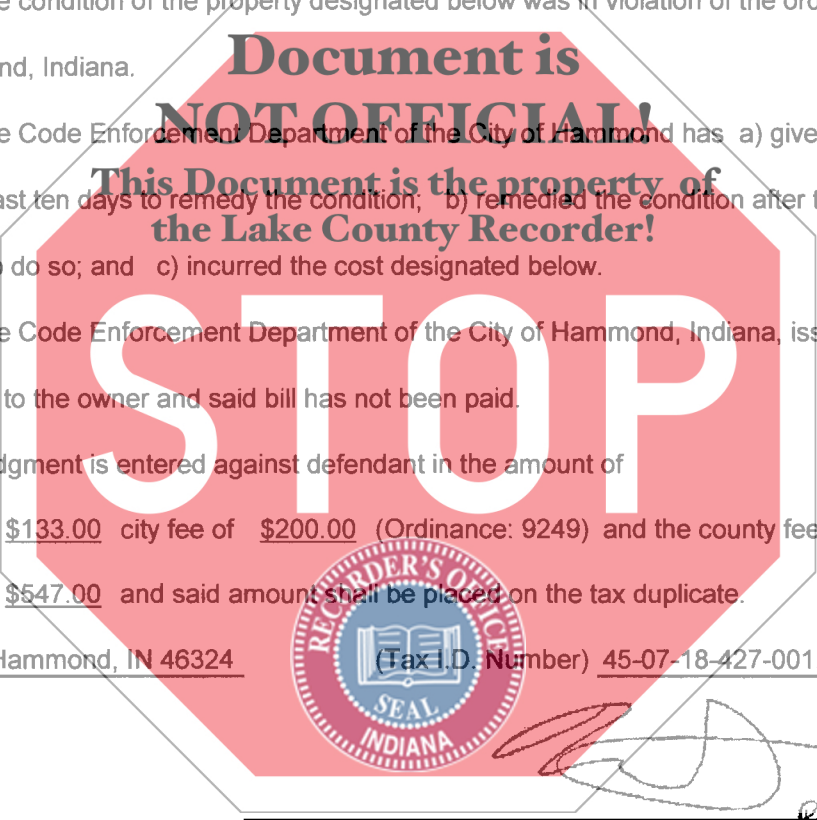 e condition of the property designated below was in violation of the ord
Document is
nd, Indiana.
NOT OFFICIAL!
e Code Enforcement Department of the City of Hammond has a) give
This Document is the property of
ast ten days to remedy the condition; b) remedied the condition after t
the Lake County Recorder!
o do so; and c) incurred the cost designated below.
STOP
e Code Enforcement Department of the City of Hammond, Indiana, iss
to the owner and said bill has not been paid.
dgment is entered against defendant in the amount of
$133.00 city fee of $200.00 (Ordinance: 9249) and the county fee
$547.00 and said amount shall be placed on the tax duplicate.
Hammond, IN 46324 (Tax I.D. Number) 45-07-18-427-001
RECORDER'S OFFICE
SEAL
INDIANA